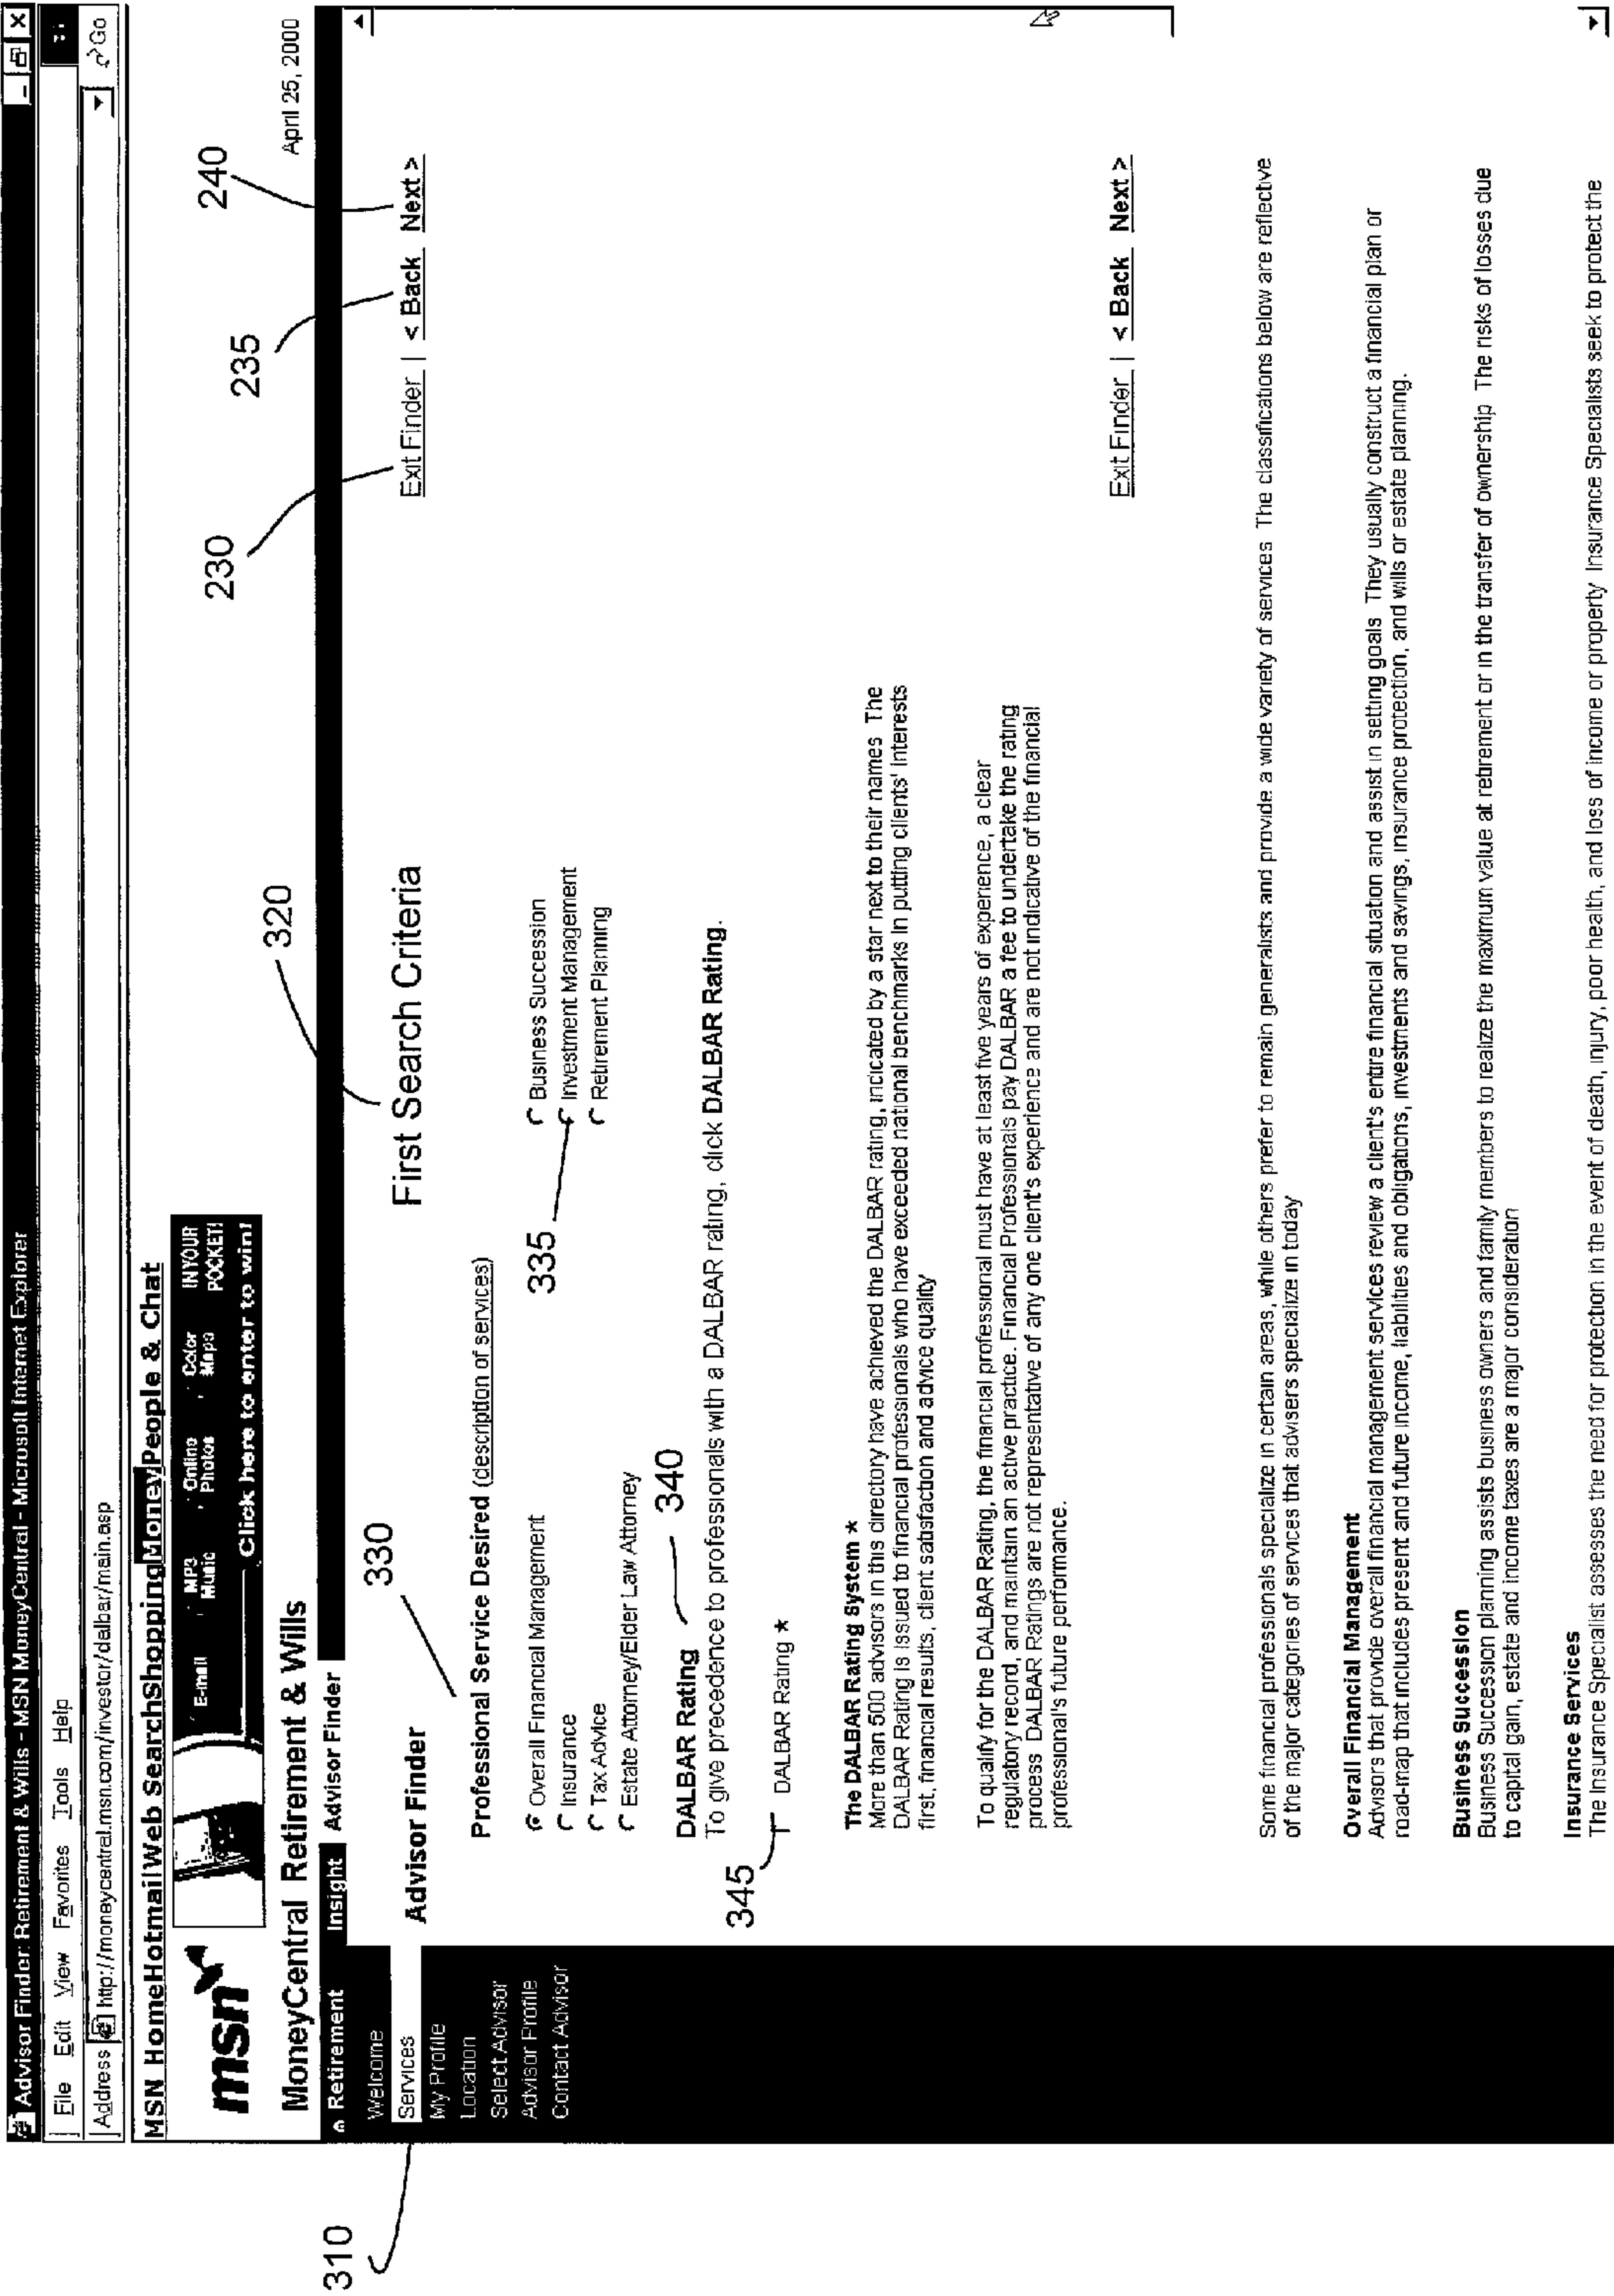 Advisor Finder: Retirement & Wills - MSN MoneyCentral - Microsoft Internet Explorer
File Edit View Favorites Tools Help
Address http://moneycentral.msn.com/investor/dalbar/main.asp Go
MSN HomeHotmailWeb SearchShoppingMoneyPeople & Chat
msn
E-mail MP3 Music Online Photos Color Maps IN YOUR POCKET!
Click here to enter to win!
MoneyCentral Retirement & Wills
April 25, 2000
Retirement Insight Advisor Finder
Welcome
Services
My Profile
Location
Select Advisor
Advisor Profile
Contact Advisor
310
320
230
235
240
Advisor Finder
First Search Criteria
Exit Finder | < Back Next >
330
Professional Service Desired (description of services)
335
Overall Financial Management
Business Succession
Insurance
Investment Management
Tax Advice
Retirement Planning
Estate Attorney/Elder Law Attorney
DALBAR Rating
340
To give precedence to professionals with a DALBAR rating, click DALBAR Rating.
345
DALBAR Rating ★
The DALBAR Rating System ★
More than 500 advisors in this directory have achieved the DALBAR rating, indicated by a star next to their names The
DALBAR Rating is issued to financial professionals who have exceeded national benchmarks in putting clients' interests
first, financial results, client satisfaction and advice quality
To qualify for the DALBAR Rating, the financial professional must have at least five years of experience, a clear
regulatory record, and maintain an active practice. Financial Professionals pay DALBAR a fee to undertake the rating
process DALBAR Ratings are not representative of any one client's experience and are not indicative of the financial
professional's future performance.
Exit Finder | < Back Next >
Some financial professionals specialize in certain areas, while others prefer to remain generalists and provide a wide variety of services The classifications below are reflective
of the major categories of services that advisers specialize in today
Overall Financial Management
Advisors that provide overall financial management services review a client's entire financial situation and assist in setting goals They usually construct a financial plan or
road-map that includes present and future income, liabilities and obligations, investments and savings, insurance protection, and wills or estate planning.
Business Succession
Business Succession planning assists business owners and family members to realize the maximum value at retirement or in the transfer of ownership The risks of losses due
to capital gain, estate and income taxes are a major consideration
Insurance Services
The Insurance Specialist assesses the need for protection in the event of death, injury, poor health, and loss of income or property Insurance Specialists seek to protect the